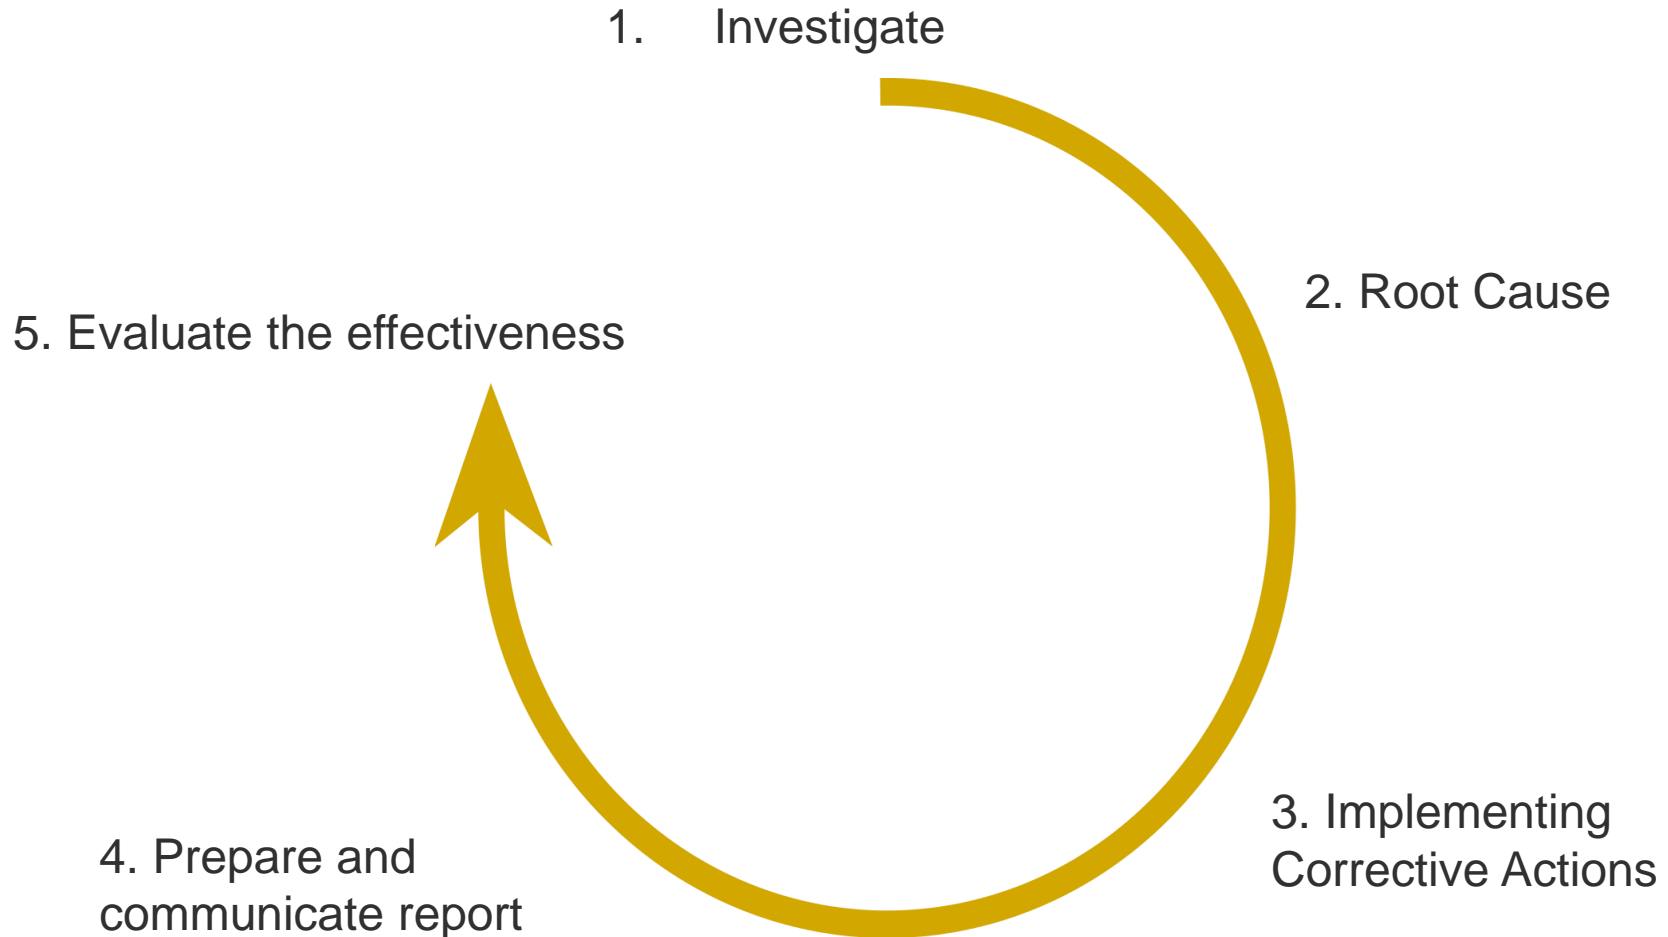 1. Investigate
2. Root Cause
3. Implementing
Corrective Actions
4. Prepare and
communicate report
5. Evaluate the effectiveness